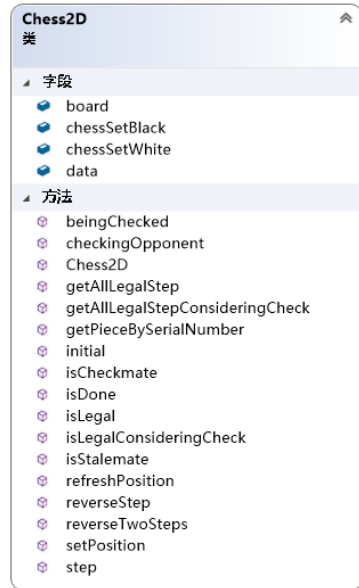 Chess2D
类
字段
board
chessSetBlack
chessSetWhite
data
方法
beingChecked
checkingOpponent
Chess2D
getAllLegalStep
getAllLegalStepConsideringCheck
getPieceBySerialNumber
initial
isCheckmate
isDone
isLegal
isLegalConsideringCheck
isStalemate
refreshPosition
reverseStep
reverseTwoSteps
setPosition
step